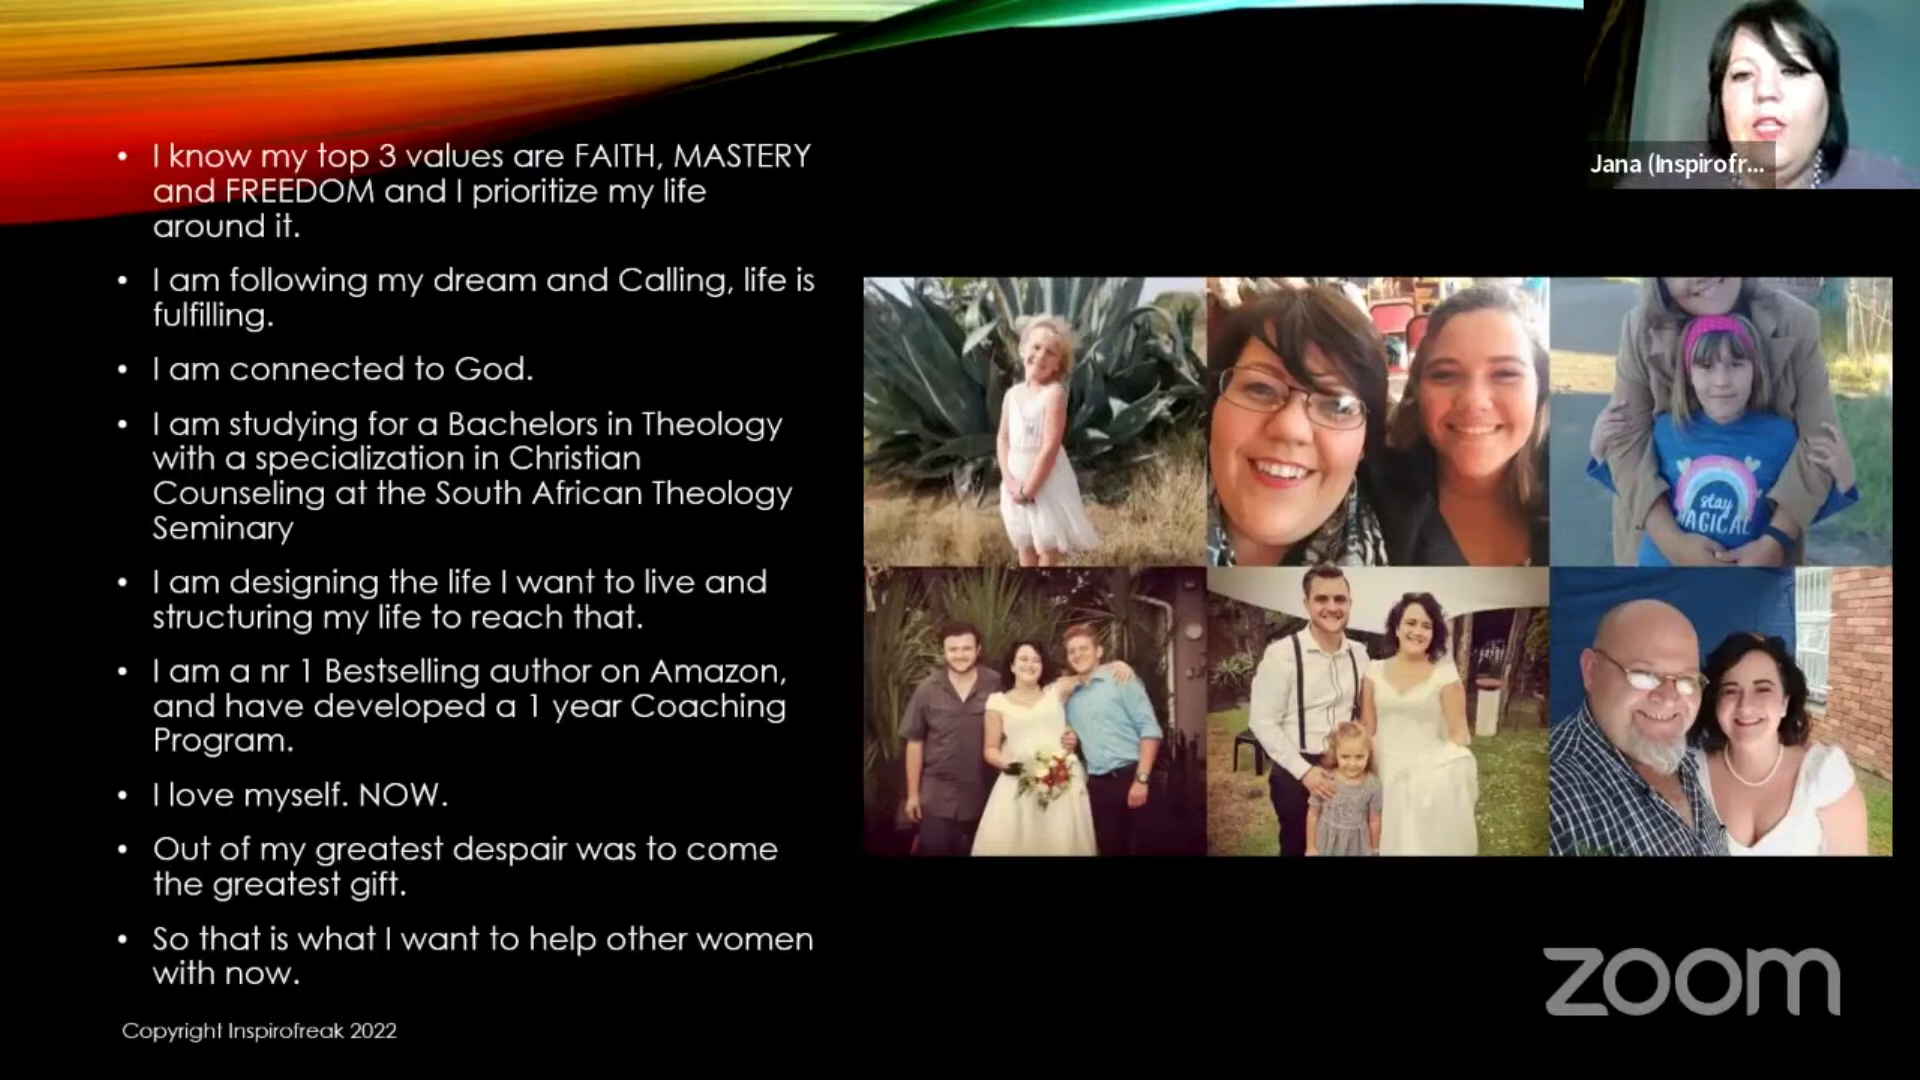 • I know my top 3 values are FAITH, MASTERY
and FREEDOM and I prioritize my life
around it.
• I am following my dream and Calling, life is
fulfilling.
• I am connected to God.
• I am studying for a Bachelors in Theology
with a specialization in Christian
Counseling at the South African Theology
Seminary
• I am designing the life I want to live and
structuring my life to reach that.
• I am a nr 1 Bestselling author on Amazon,
and have developed a 1 year Coaching
Program.
• I love myself. NOW.
• Out of my greatest despair was to come
the greatest gift.
• So that is what I want to help other women
with now.
Copyright Inspirofreak 2022
Jana (Inspirofr...
stay
MAGICAL
zoom